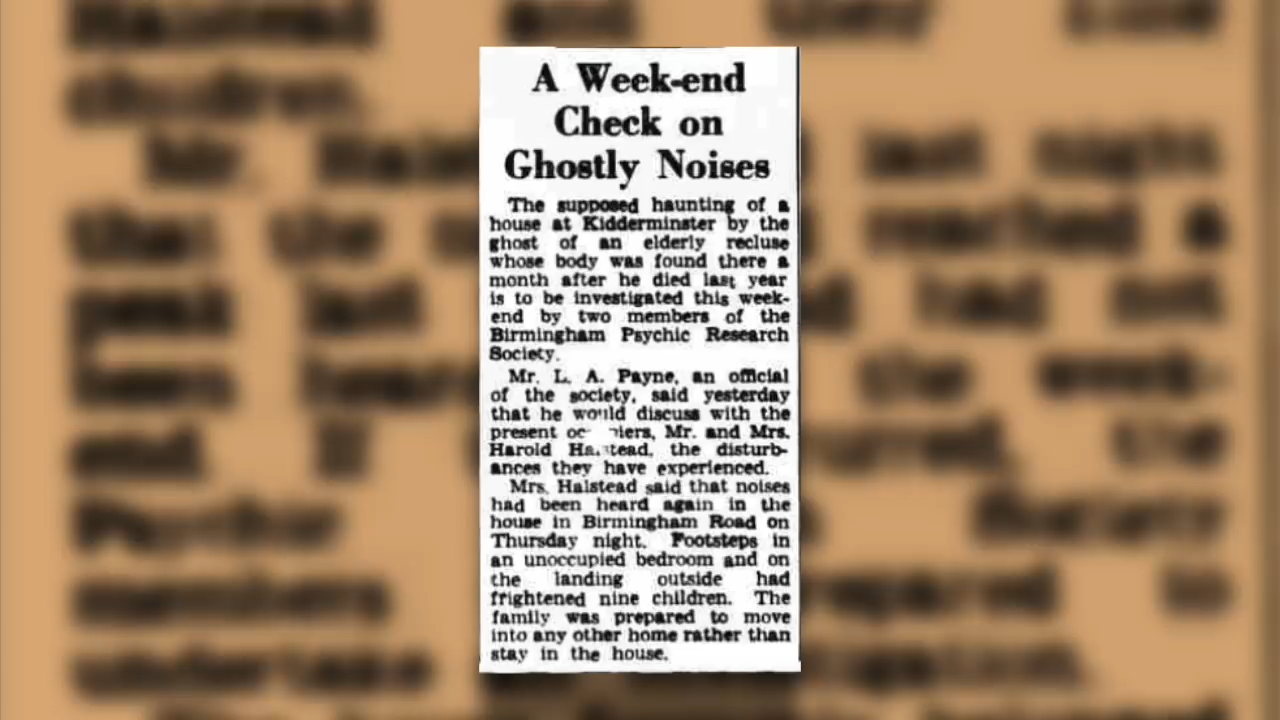 A Week-end
Check on
Ghostly Noises
The supposed haunting of a
house at Kidderminster by the
ghost of an elderly recluse
whose body was found there a
month after he died last year
is to be investigated this week-
end by two members of the
Birmingham Psychic Research
Society.
Mr. L. A. Payne, an official
of the society, said yesterday
that he would discuss with the
present Mr. and Mrs.
Harold the disturb-
ances they have experienced.
Mrs. Halstead said that noises
had been heard again in the
house in Birmingham Road on
Thursday night. Footsteps in
an unoccupied bedroom and on
the landing outside had
frightened nine children. The
family was prepared to move
into any other home rather than
stay in the house.